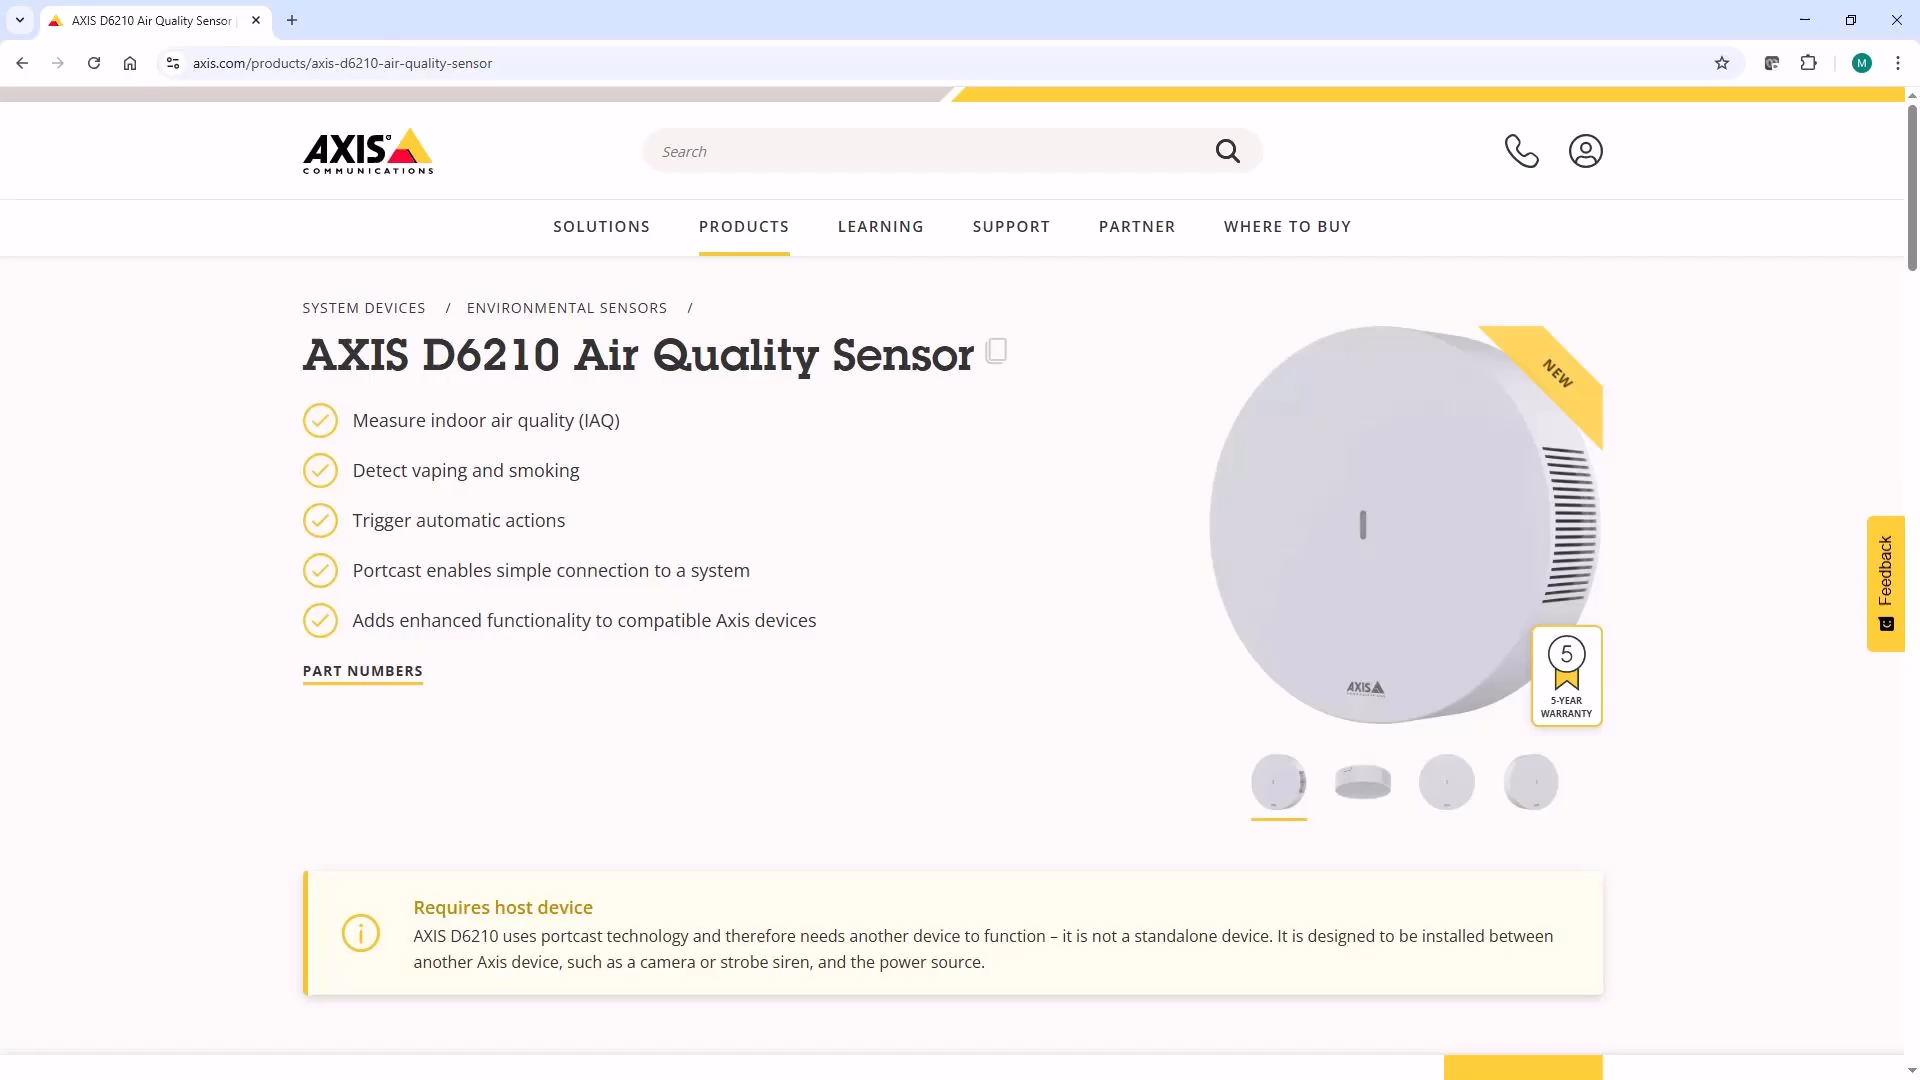 AXIS D6210 Air Quality Sensor
axis.com/products/axis-d6210-air-quality-sensor
M
AXIS
COMMUNICATIONS
Search
SOLUTIONS
PRODUCTS
LEARNING
SUPPORT
PARTNER
WHERE TO BUY
SYSTEM DEVICES / ENVIRONMENTAL SENSORS /
AXIS D6210 Air Quality Sensor
Measure indoor air quality (IAQ)
Detect vaping and smoking
Trigger automatic actions
Portcast enables simple connection to a system
Adds enhanced functionality to compatible Axis devices
PART NUMBERS
NEW
AXIS
5
5-YEAR
WARRANTY
Feedback
Requires host device
AXIS D6210 uses portcast technology and therefore needs another device to function – it is not a standalone device. It is designed to be installed between
another Axis device, such as a camera or strobe siren, and the power source.